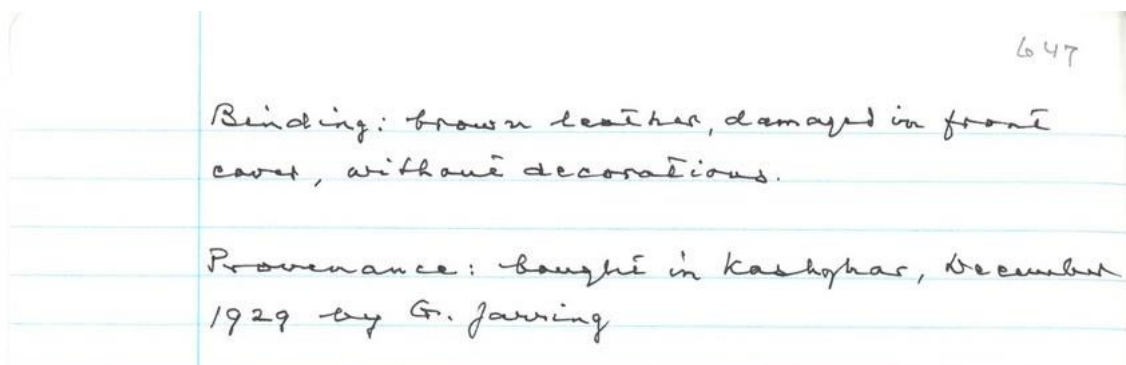 647
Binding: brown leather, damaged in front
cover, without decorations.
Provenance: bought in Kashghar, December
1929 by G. Jarring